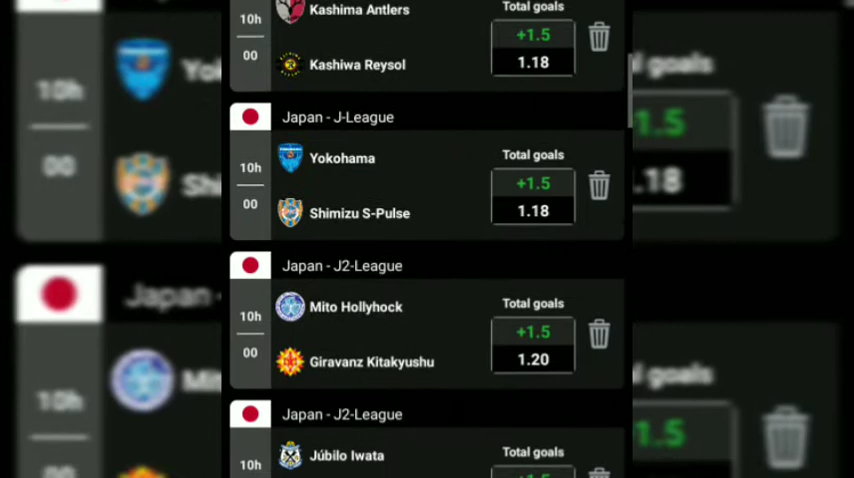 Kashima Antlers
Total goals
10h
+1.5
00
Kashiwa Reysol
1.18
Japan - J-League
Total goals
Yokohama
10h
+1.5
00
Shimizu S-Pulse
1.18
Japan - J2-League
Total goals
Mito Hollyhock
10h
+1.5
00
Giravanz Kitakyushu
1.20
Japan - J2-League
Total goals
Júbilo Iwata
10h